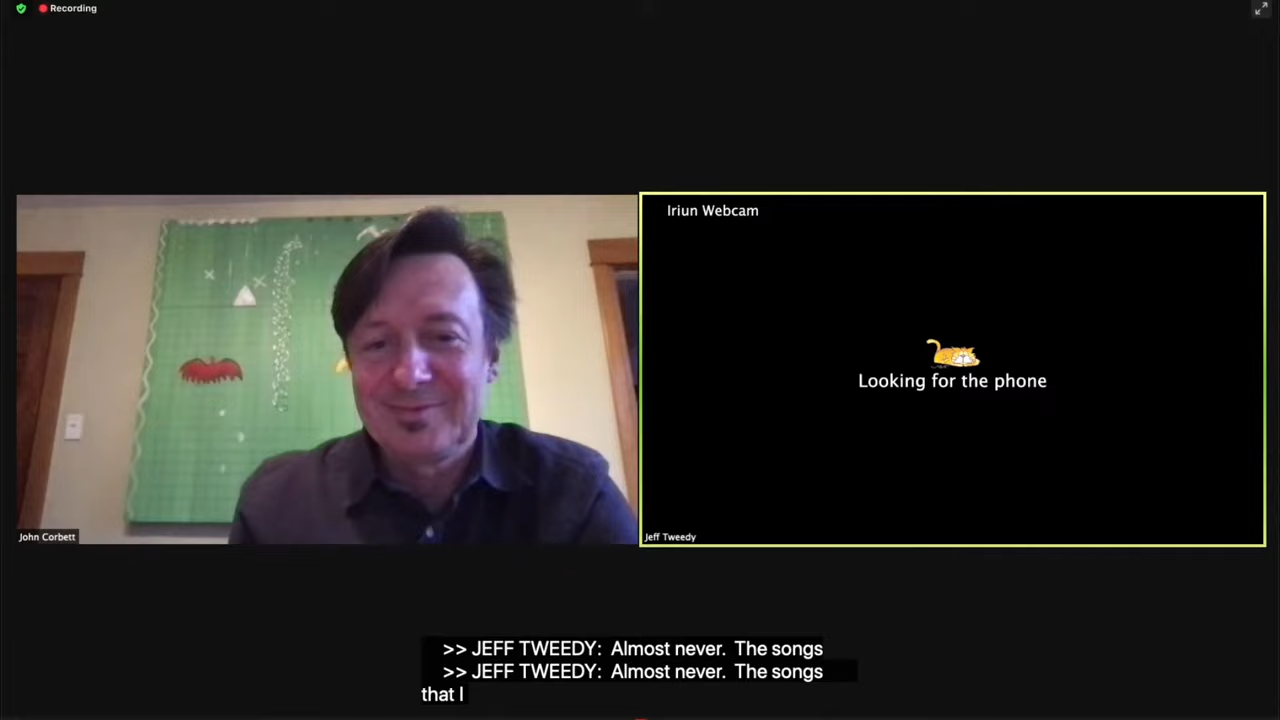 Recording
Iriun Webcam
Looking for the phone
John Corbett
Jeff Tweedy
>> JEFF TWEEDY:  Almost never.  The songs
>> JEFF TWEEDY:  Almost never.  The songs
that I